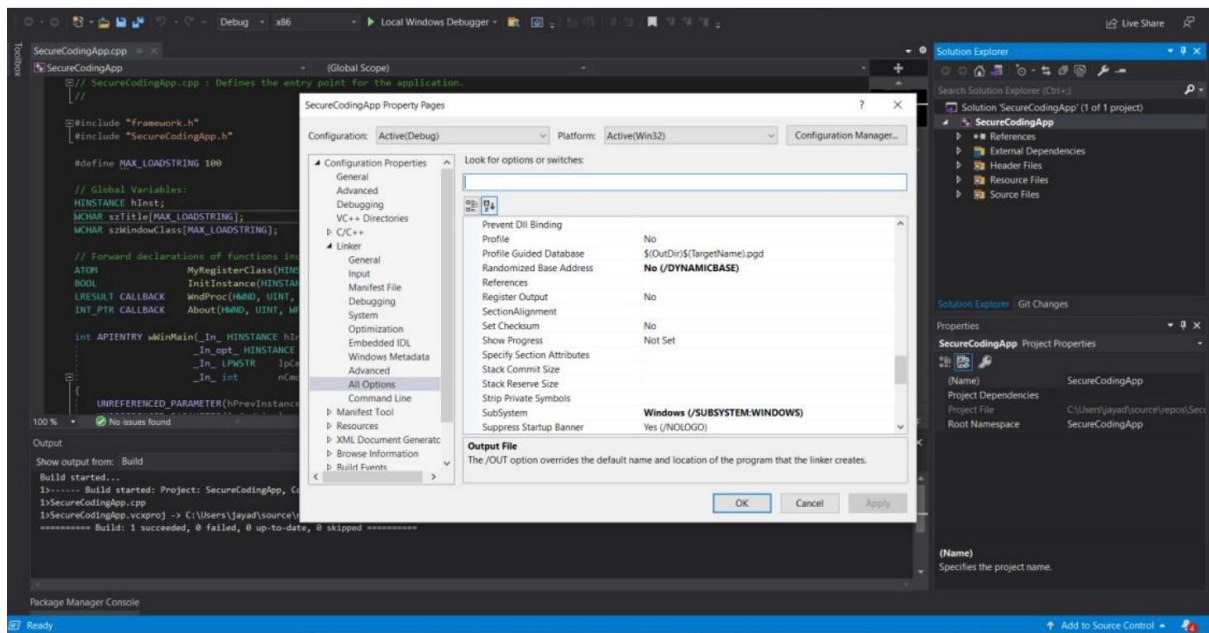 Debug
x86
Local Windows Debugger
Live Share
Toolbox
SecureCodingApp.cpp
SecureCodingApp
(Global Scope)
// SecureCodingApp.cpp : Defines the entry point for the application.
//
#include "framework.h"
#include "SecureCodingApp.h"
#define MAX_LOADSTRING 100
// Global Variables:
HINSTANCE hInst;
WCHAR szTitle[MAX_LOADSTRING];
WCHAR szWindowClass[MAX_LOADSTRING];
// Forward declarations of functions inc
ATOM MyRegisterClass(HINS
BOOL InitInstance(HINSTAN
LRESULT CALLBACK WndProc(HWND, UINT,
INT_PTR CALLBACK About(HWND, UINT, WP
int APIENTRY wWinMain(_In_ HINSTANCE hIn
_In_opt_ HINSTANCE
_In_ LPWSTR lpCm
_In_ int nCmd
{
UNREFERENCED_PARAMETER(hPrevInstance
100 %
No issues found
Output
Show output from: Build
Build started...
1>------ Build started: Project: SecureCodingApp, Co
1>SecureCodingApp.cpp
1>SecureCodingApp.vcxproj -> C:\Users\jayad\source\
========== Build: 1 succeeded, 0 failed, 0 up-to-date, 0 skipped ==========
Package Manager Console
Ready
SecureCodingApp Property Pages
? ×
Configuration: Active(Debug)
Platform: Active(Win32)
Configuration Manager...
Configuration Properties
General
Advanced
Debugging
VC++ Directories
C/C++
Linker
General
Input
Manifest File
Debugging
System
Optimization
Embedded IDL
Windows Metadata
Advanced
All Options
Command Line
Manifest Tool
Resources
XML Document Generatc
Browse Information
Build Events
Look for options or switches:
Prevent Dll Binding
Profile No
Profile Guided Database $(OutDir)$(TargetName).pgd
Randomized Base Address No (/DYNAMICBASE)
References
Register Output No
SectionAlignment
Set Checksum No
Show Progress Not Set
Specify Section Attributes
Stack Commit Size
Stack Reserve Size
Strip Private Symbols
SubSystem Windows (/SUBSYSTEM:WINDOWS)
Suppress Startup Banner Yes (/NOLOGO)
Output File
The /OUT option overrides the default name and location of the program that the linker creates.
OK
Cancel
Apply
Solution Explorer
Search Solution Explorer (Ctrl+;)
Solution 'SecureCodingApp' (1 of 1 project)
SecureCodingApp
References
External Dependencies
Header Files
Resource Files
Source Files
Solution Explorer Git Changes
Properties
SecureCodingApp Project Properties
(Name) SecureCodingApp
Project Dependencies
Project File C:\Users\jayad\source\repos\Secu
Root Namespace SecureCodingApp
(Name)
Specifies the project name.
Add to Source Control